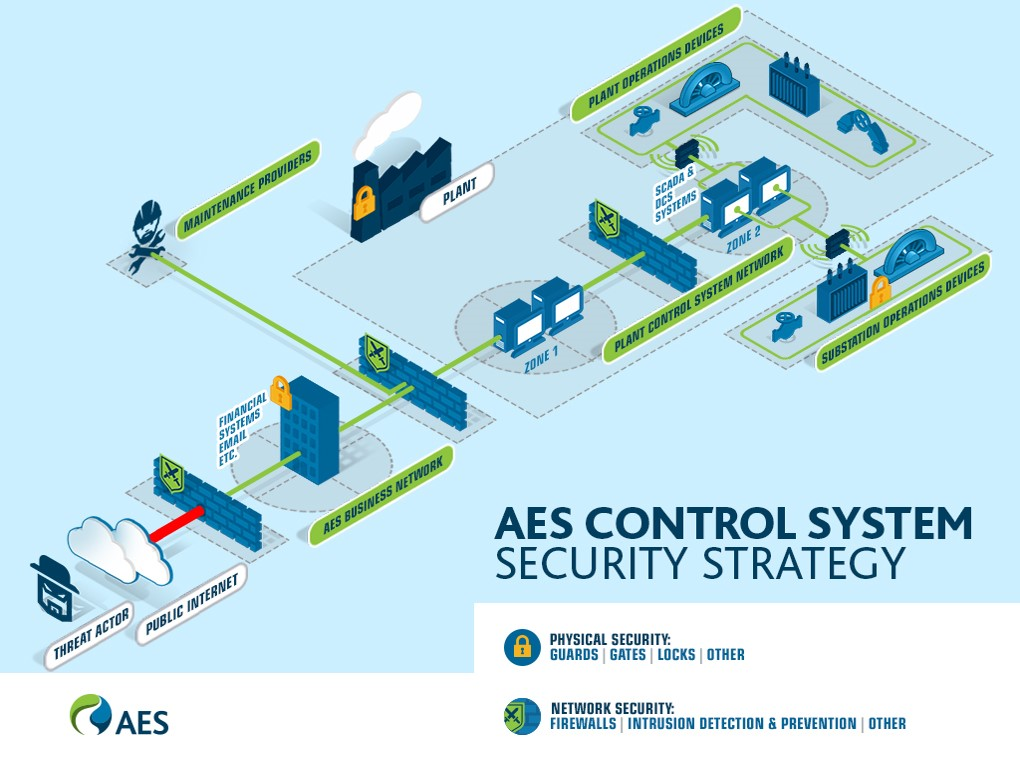 PLANT OPERATIONS DEVICES
MAINTENANCE PROVIDERS
PLANT
SCADA &
DCS
SYSTEMS
ZONE 2
PLANT CONTROL SYSTEM NETWORK
SUBSTATION OPERATIONS DEVICES
ZONE 1
FINANCIAL
SYSTEMS
EMAIL
ETC.
AES BUSINESS NETWORK
PUBLIC INTERNET
THREAT ACTOR
AES CONTROL SYSTEM
SECURITY STRATEGY
PHYSICAL SECURITY:
GUARDS | GATES | LOCKS | OTHER
NETWORK SECURITY:
FIREWALLS | INTRUSION DETECTION & PREVENTION | OTHER
AES